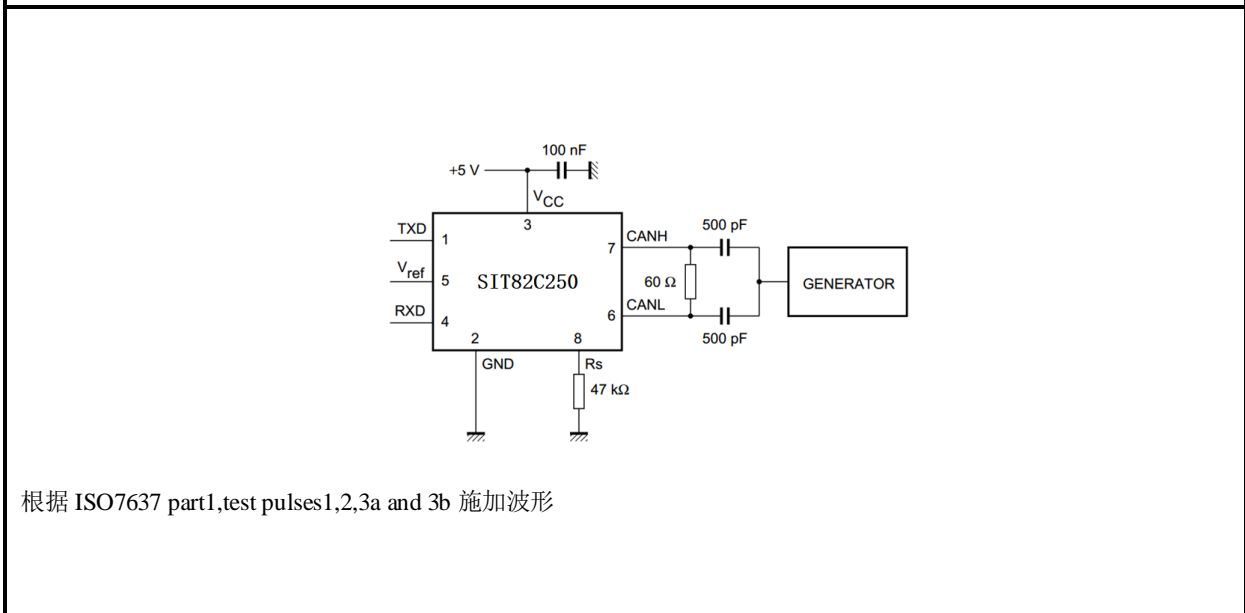 100 nF
+5 V
VCC
3
TXD
1
CANH
7
500 pF
Vref
5
SIT82C250
60 Ω
GENERATOR
RXD
4
CANL
6
500 pF
2
8
GND
Rs
47 kΩ
根据 ISO7637 part1,test pulses1,2,3a and 3b 施加波形